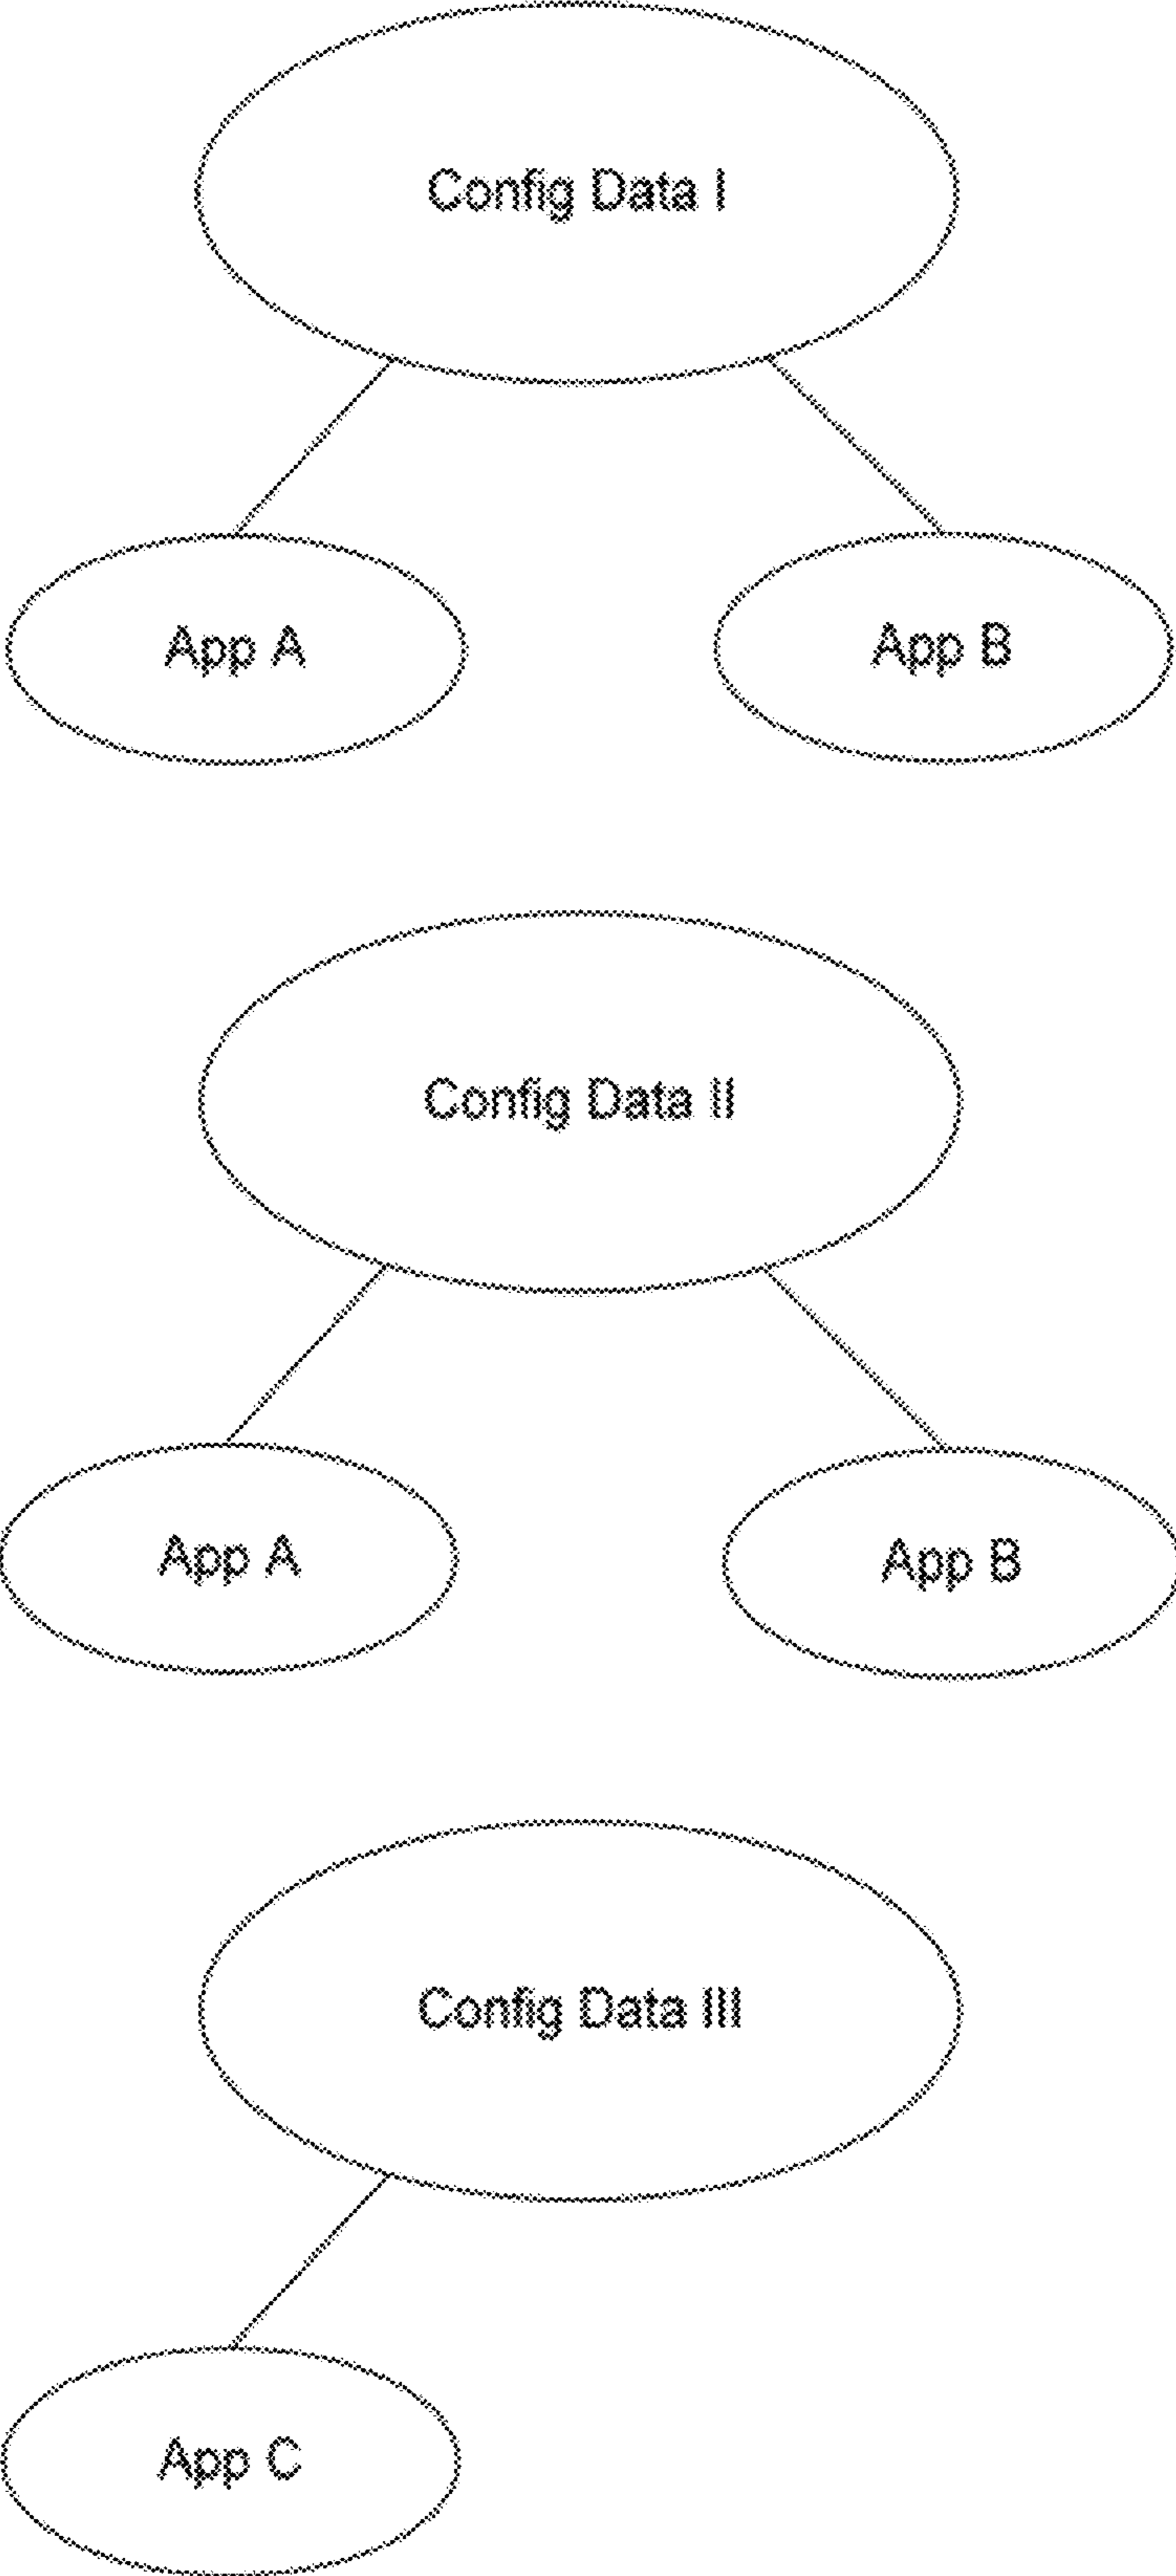 Config Data I
App A
App B
Config Data II
App A
App B
Config Data III
App C